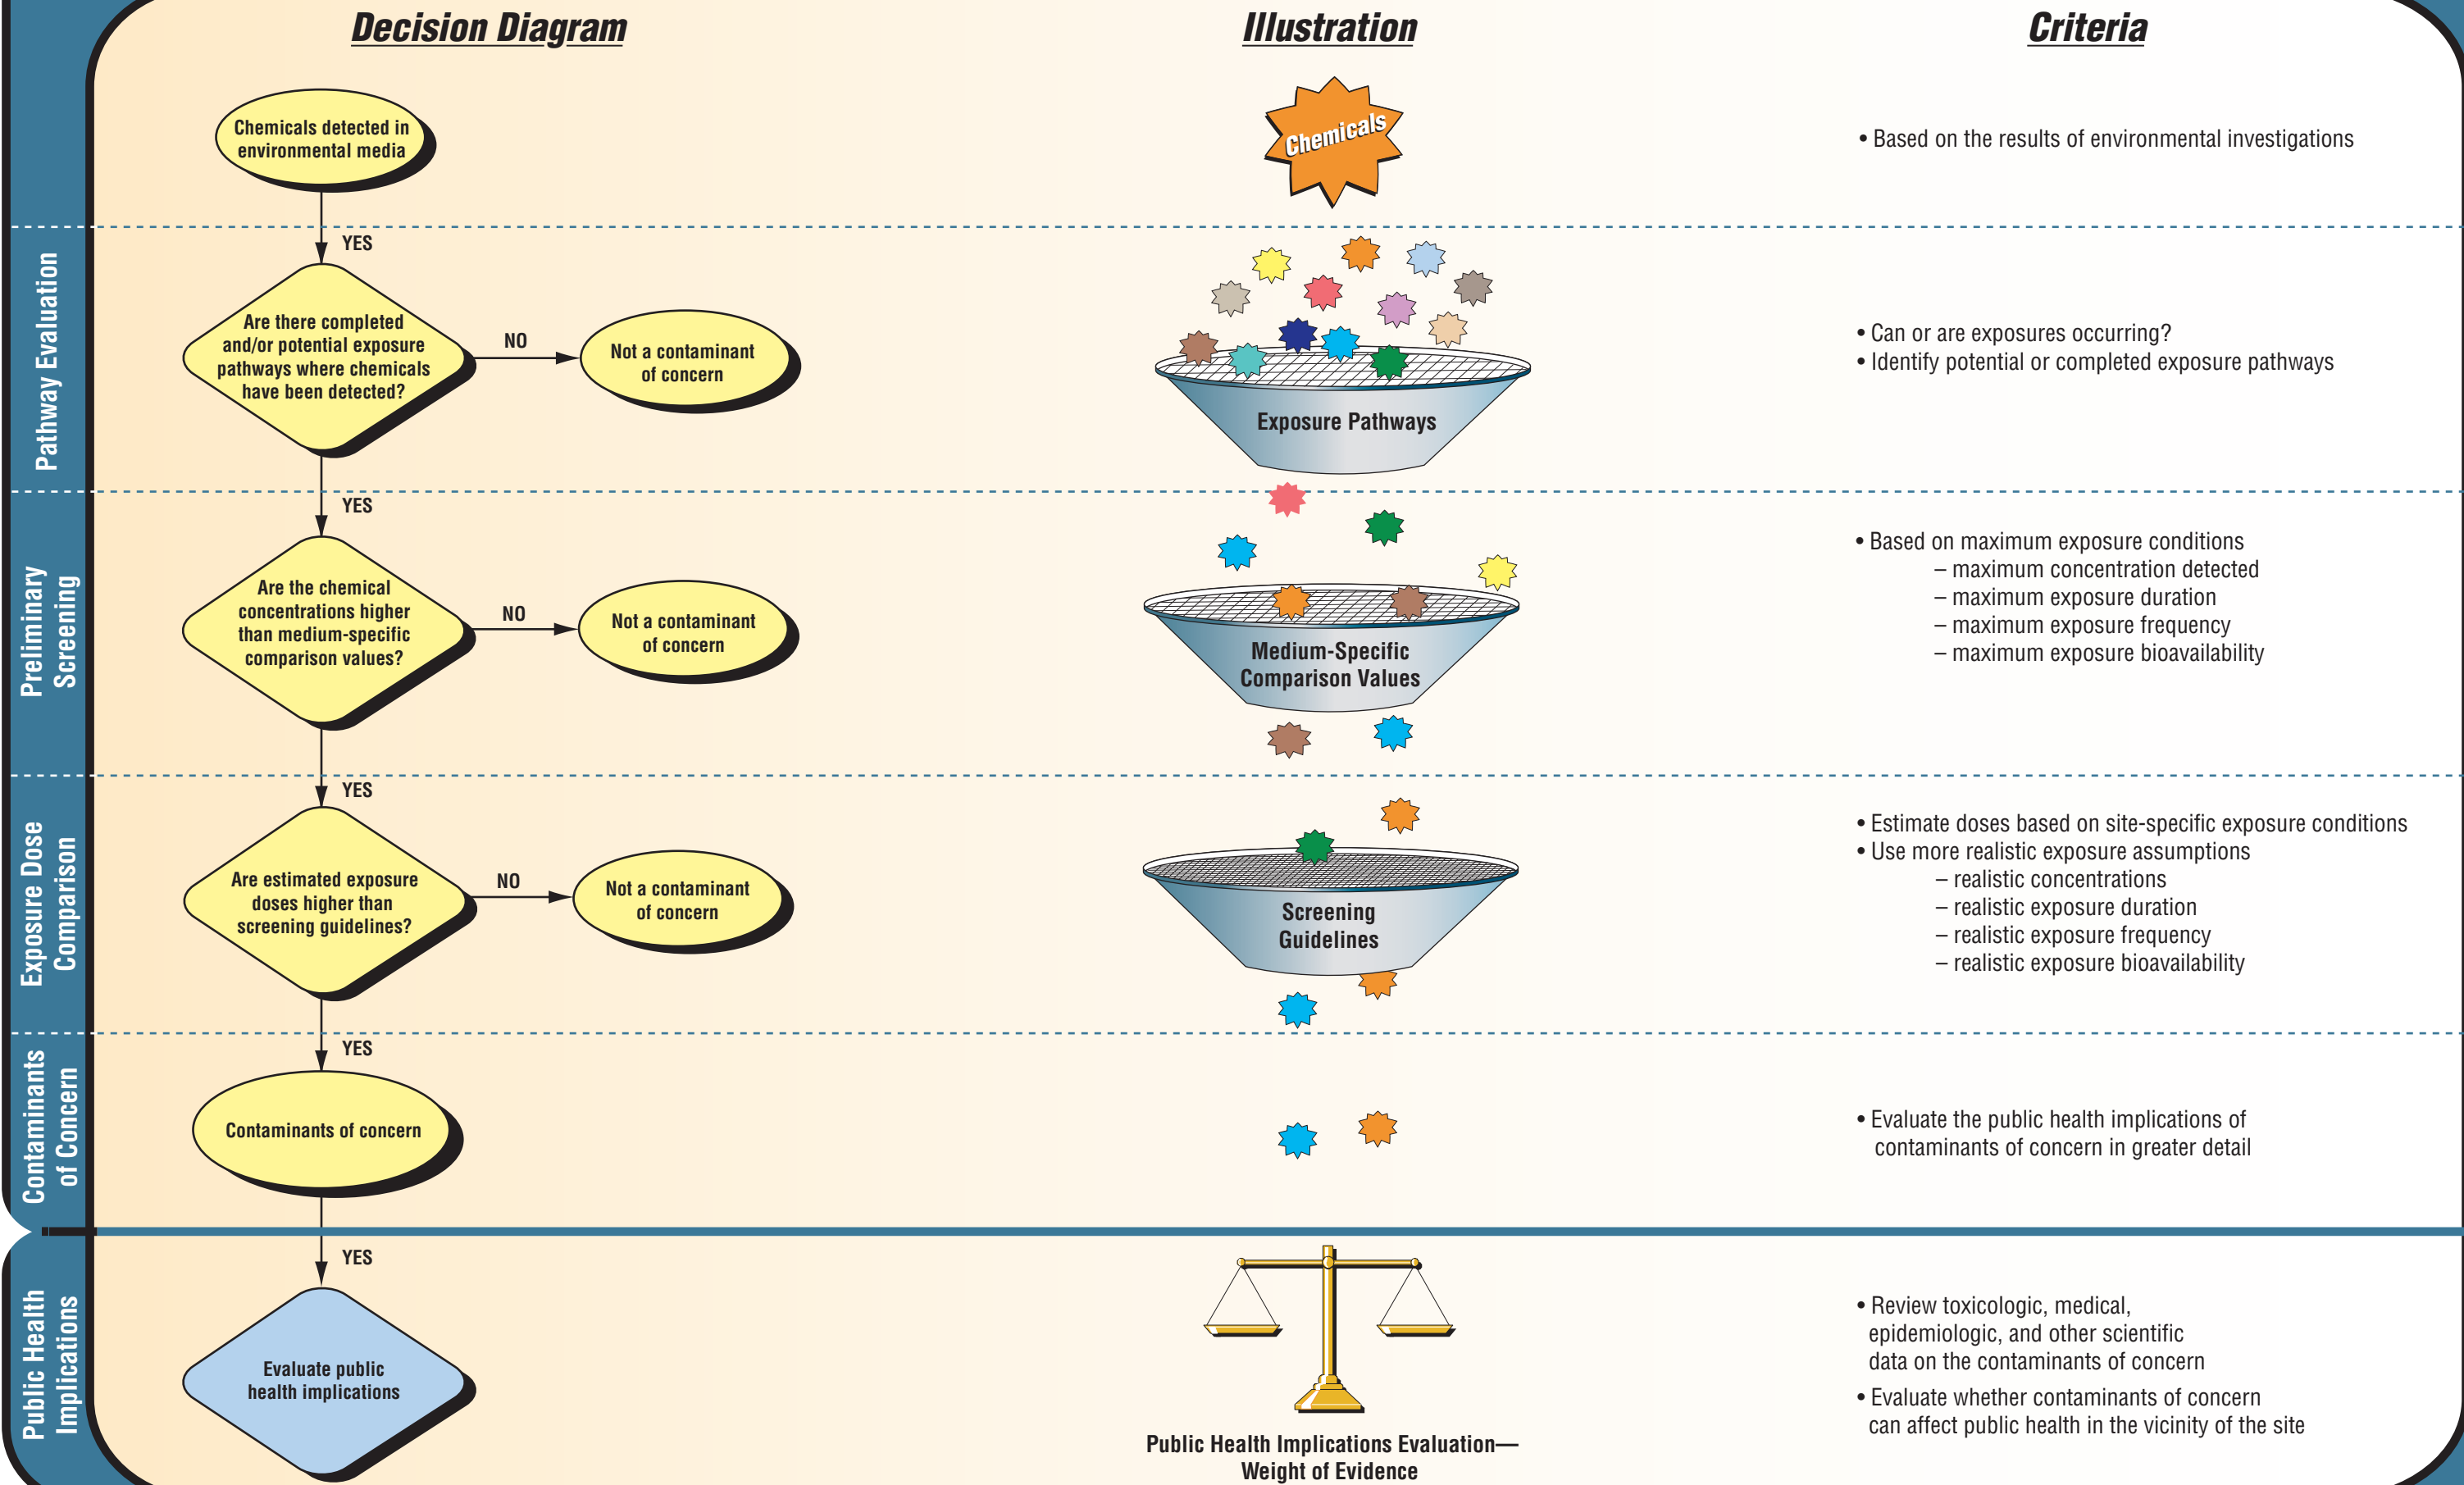 Decision Diagram
Illustration
Criteria
Chemicals detected in
environmental media
Chemicals
• Based on the results of environmental investigations
YES
Pathway Evaluation
Are there completed
and/or potential exposure
pathways where chemicals
have been detected?
NO
Not a contaminant
of concern
Exposure Pathways
• Can or are exposures occurring?
• Identify potential or completed exposure pathways
YES
Preliminary
Screening
Are the chemical
concentrations higher
than medium-specific
comparison values?
NO
Not a contaminant
of concern
Medium-Specific
Comparison Values
• Based on maximum exposure conditions
– maximum concentration detected
– maximum exposure duration
– maximum exposure frequency
– maximum exposure bioavailability
YES
Exposure Dose
Comparison
Are estimated exposure
doses higher than
screening guidelines?
NO
Not a contaminant
of concern
Screening
Guidelines
• Estimate doses based on site-specific exposure conditions
• Use more realistic exposure assumptions
– realistic concentrations
– realistic exposure duration
– realistic exposure frequency
– realistic exposure bioavailability
YES
Contaminants
of Concern
Contaminants of concern
• Evaluate the public health implications of
contaminants of concern in greater detail
YES
Public Health
Implications
Evaluate public
health implications
Public Health Implications Evaluation—
Weight of Evidence
• Review toxicologic, medical,
epidemiologic, and other scientific
data on the contaminants of concern
• Evaluate whether contaminants of concern
can affect public health in the vicinity of the site